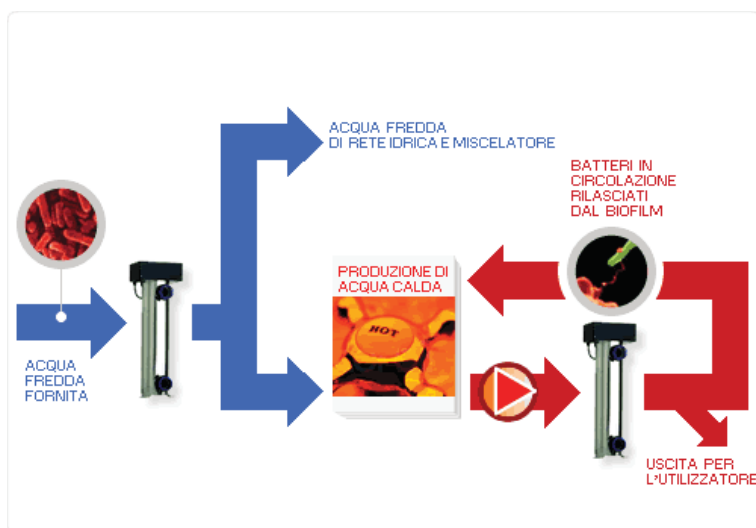 ACQUA FREDDA
DI RETE IDRICA E MISCELATORE
BATTERI IN
CIRCOLAZIONE
RILASCIATI
DAL BIOFILM
PRODUZIONE DI
ACQUA CALDA
HOT
ACQUA
FREDDA
FORNITA
USCITA PER
L'UTILIZZATORE